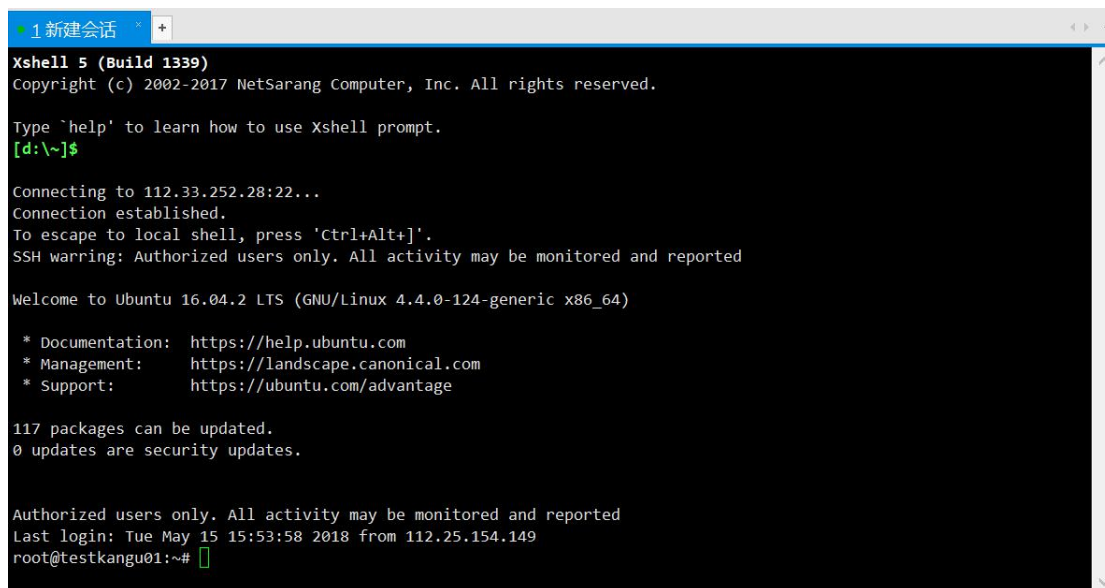 1 新建会话 × +
Xshell 5 (Build 1339)
Copyright (c) 2002-2017 NetSarang Computer, Inc. All rights reserved.
Type `help' to learn how to use Xshell prompt.
[d:\~]$
Connecting to 112.33.252.28:22...
Connection established.
To escape to local shell, press 'Ctrl+Alt+]'.
SSH warring: Authorized users only. All activity may be monitored and reported
Welcome to Ubuntu 16.04.2 LTS (GNU/Linux 4.4.0-124-generic x86_64)
* Documentation:  https://help.ubuntu.com
* Management:     https://landscape.canonical.com
* Support:        https://ubuntu.com/advantage
117 packages can be updated.
0 updates are security updates.
Authorized users only. All activity may be monitored and reported
Last login: Tue May 15 15:53:58 2018 from 112.25.154.149
root@testkangu01:~#